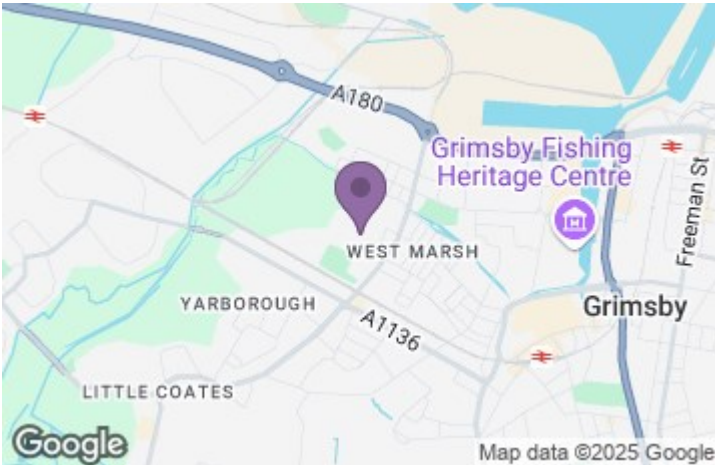 A180
Grimsby Fishing
Heritage Centre
Freeman St
WEST MARSH
YARBOROUGH
Grimsby
A1136
LITTLE COATES
Google
Map data ©2025 Google